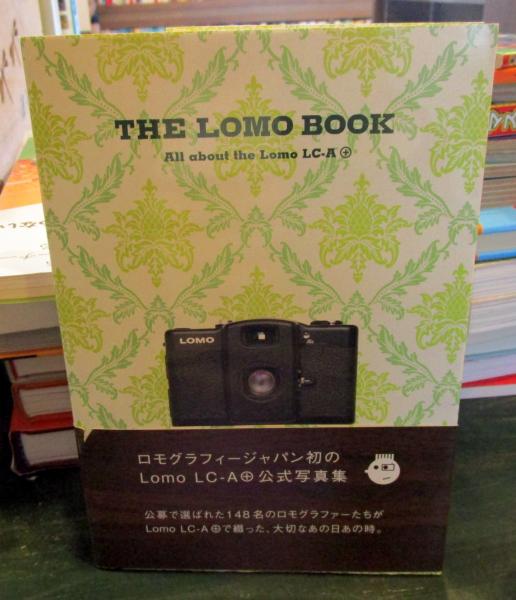 THE LOMO BOOK
All about the Lomo LC-A⊕
LOMO
ロモグラフィージャパン初の
Lomo LC-A⊕公式写真集
公募で選ばれた148名のロモグラファーたちが
Lomo LC-A⊕で綴った、大切なあの日あの時。